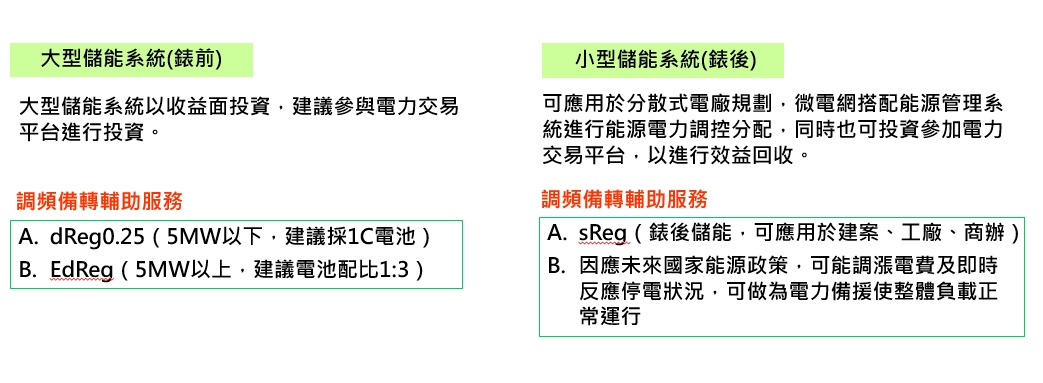 大型儲能系統(錶前)
大型儲能系統以收益面投資，建議參與電力交易
平台進行投資。
調頻備轉輔助服務
A. dReg0.25（5MW以下，建議採1C電池）
B. EdReg（5MW以上，建議電池配比1:3）
小型儲能系統(錶後)
可應用於分散式電廠規劃，微電網搭配能源管理系
統進行能源電力調控分配，同時也可投資參加電力
交易平台，以進行效益回收。
調頻備轉輔助服務
A. sReg（錶後儲能，可應用於建案、工廠、商辦）
B. 因應未來國家能源政策，可能調漲電費及即時
反應停電狀況，可做為電力備援使整體負載正
常運行